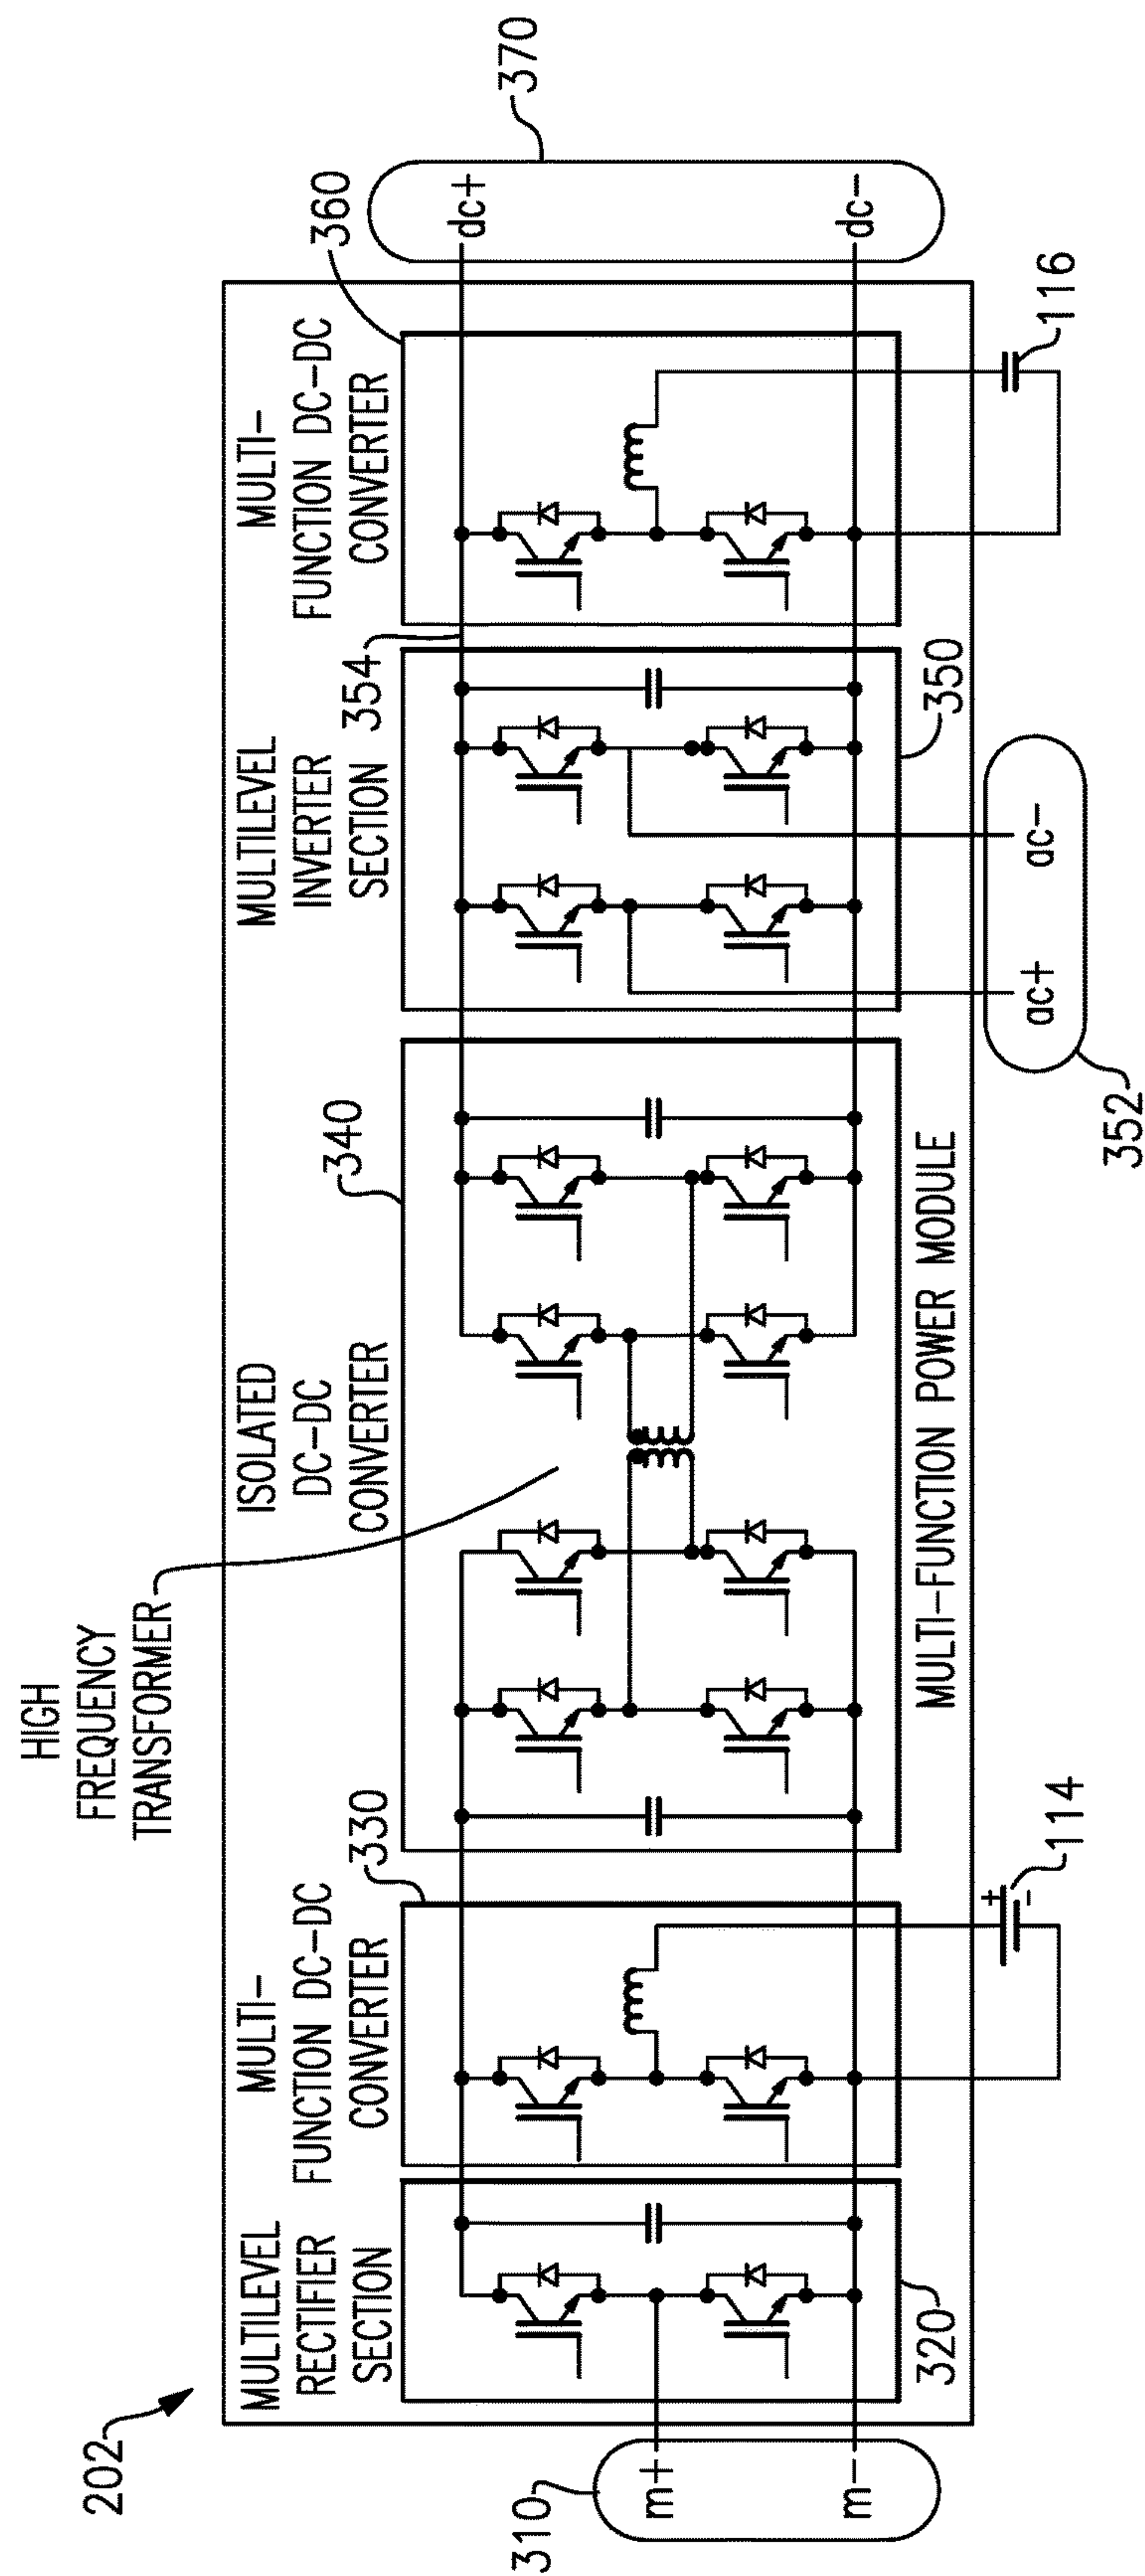 202
HIGH
FREQUENCY
TRANSFORMER
MULTILEVEL
RECTIFIER
SECTION
MULTI-
FUNCTION DC-DC
CONVERTER
330
ISOLATED
DC-DC
CONVERTER
340
MULTILEVEL
INVERTER
SECTION
354
MULTI-
FUNCTION DC-DC
CONVERTER
360
370
310
m+
m-
dc+
dc-
320
+
-
114
MULTI-FUNCTION POWER MODULE
350
ac+
ac-
352
116